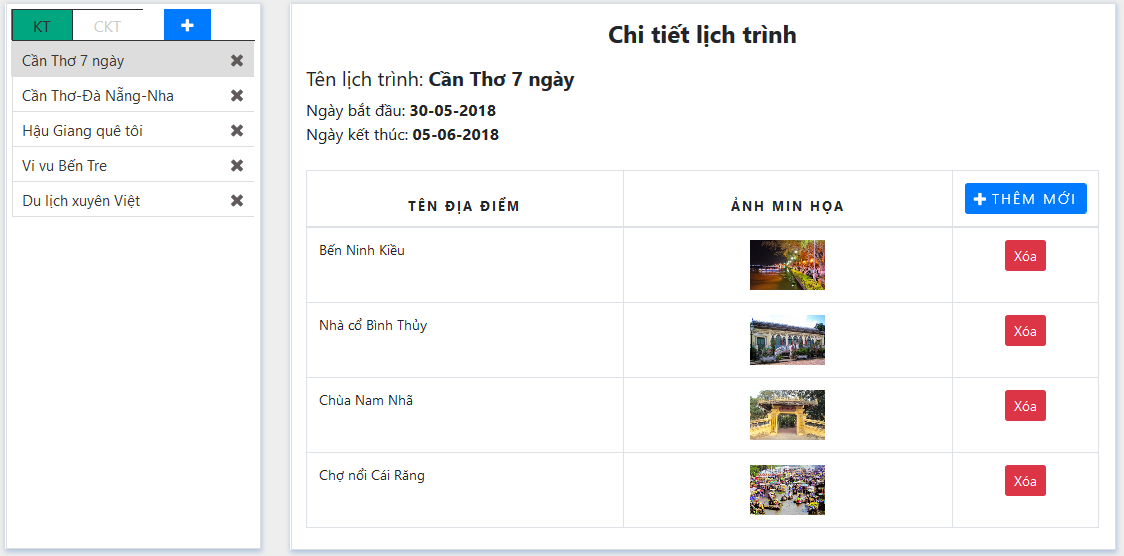 KT
CKT
Cần Thơ 7 ngày
Cần Thơ-Đà Nẵng-Nha
Hậu Giang quê tôi
Vi vu Bến Tre
Du lịch xuyên Việt
Chi tiết lịch trình
Tên lịch trình: Cần Thơ 7 ngày
Ngày bắt đầu: 30-05-2018
Ngày kết thúc: 05-06-2018
TÊN ĐỊA ĐIỂM
ẢNH MIN HỌA
THÊM MỚI
Bến Ninh Kiều
Xóa
Nhà cổ Bình Thủy
Xóa
Chùa Nam Nhã
Xóa
Chợ nổi Cái Răng
Xóa